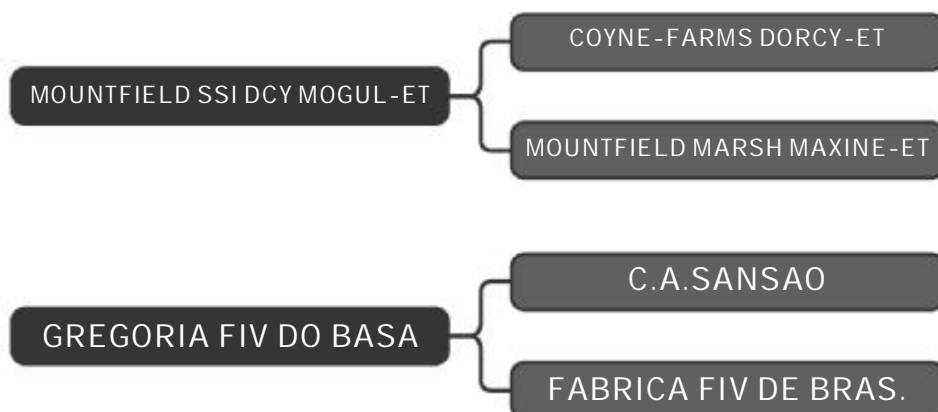 COYNE-FARMS DORCY-ET
MOUNTFIELD SSI DCY MOGUL-ET
MOUNTFIELD MARSH MAXINE-ET
C.A.SANSAO
GREGORIA FIV DO BASA
FABRICA FIV DE BRAS.